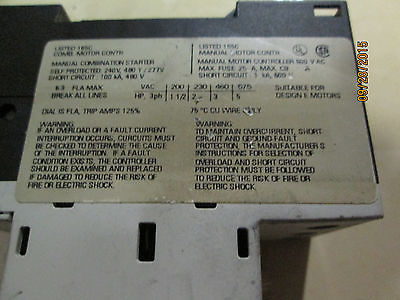 LISTED 165C
COMB. MOTOR CONTR
MANUAL COMBINATION STARTER
SELF PROTECTED: 240V, 480 T/277V
SHORT CIRCUIT: 100 kA, 480 V
LISTED 165C
MANUAL MOTOR CONTR.
MANUAL MOTOR CONTROLLER 600 V AC
MAX. FUSE 25 A, MAX. CB A
SHORT CIRCUIT 1 kA, 600
6.3 FLA MAX VAC 200 230 460 575 SUITABLE FOR
BREAK ALL LINES HP, 3ph 1 1/2 2 3 5 DESIGN E MOTORS
DIAL IS FLA, TRIP AMPS 125% 75 °C CU WIRE ONLY
WARNING
IF AN OVERLOAD OR A FAULT CURRENT
INTERRUPTION OCCURS, CIRCUITS MUST
BE CHECKED TO DETERMINE THE CAUSE
OF THE INTERRUPTION. IF A FAULT
CONDITION EXISTS, THE CONTROLLER
SHOULD BE EXAMINED AND REPLACED
IF DAMAGED TO REDUCE THE RISK OF
FIRE OR ELECTRIC SHOCK.
WARNING
TO MAINTAIN OVERCURRENT, SHORT
CIRCUIT AND GROUND-FAULT
PROTECTION, THE MANUFACTURER'S
INSTRUCTIONS FOR SELECTION OF
OVERLOAD AND SHORT CIRCUIT
PROTECTION MUST BE FOLLOWED
TO REDUCE THE RISK OF FIRE OR
ELECTRIC SHOCK.
09/29/2015